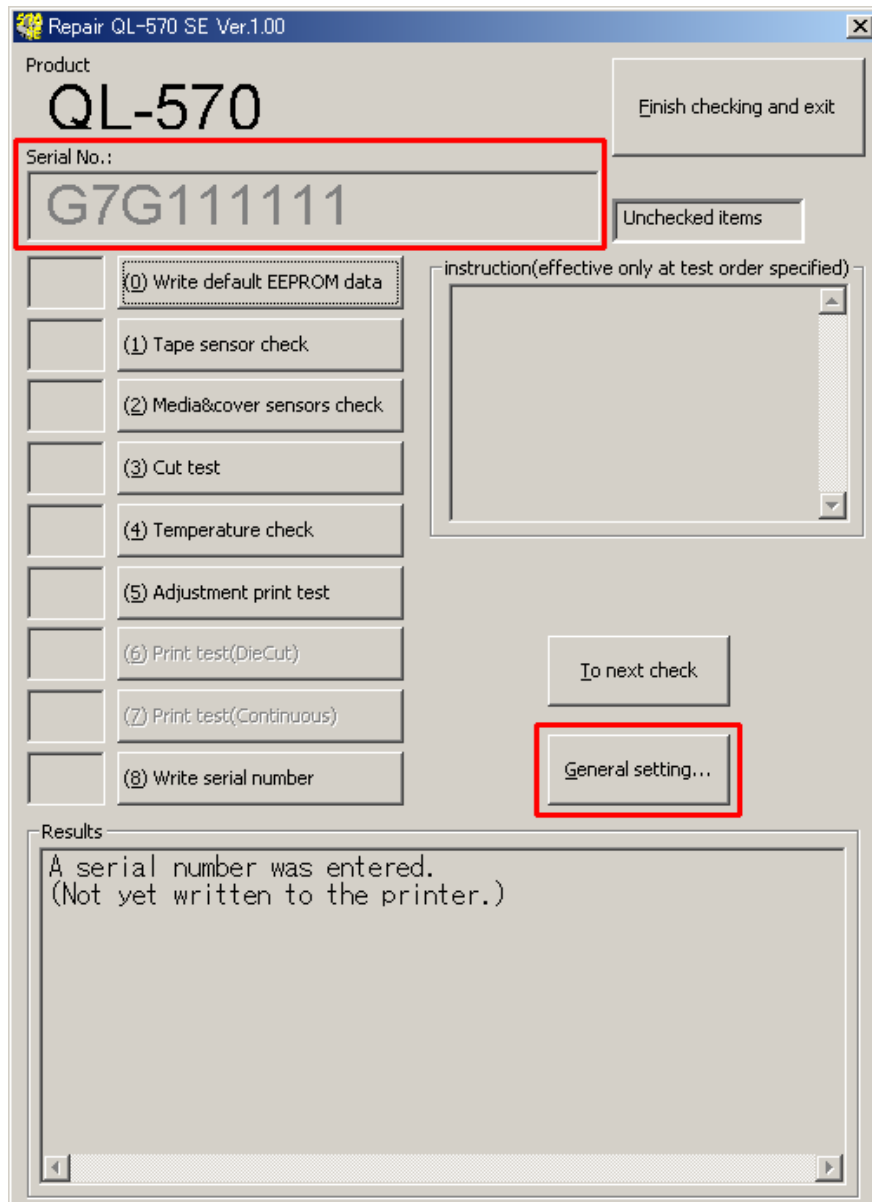 Repair QL-570 SE Ver.1.00
Product
QL-570
Finish checking and exit
Serial No.:
G7G111111
Unchecked items
(0) Write default EEPROM data
instruction(effective only at test order specified)
(1) Tape sensor check
(2) Media&cover sensors check
(3) Cut test
(4) Temperature check
(5) Adjustment print test
(6) Print test(DieCut)
To next check
(7) Print test(Continuous)
General setting...
(8) Write serial number
Results
A serial number was entered.
(Not yet written to the printer.)